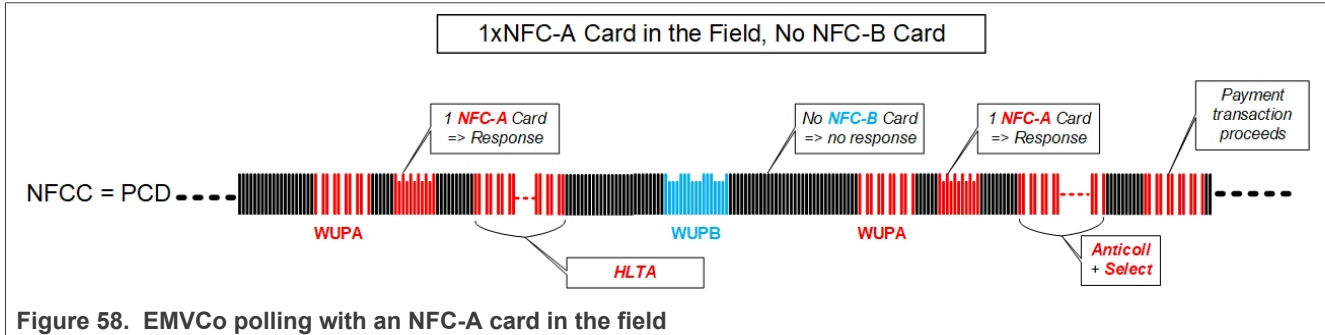 1xNFC-A Card in the Field, No NFC-B Card
1 NFC-A Card
=> Response
No NFC-B Card
=> no response
1 NFC-A Card
=> Response
Payment
transaction
proceeds
NFCC = PCD
WUPA
WUPB
WUPA
HLTA
Anticoll
+ Select
Figure 58. EMVCo polling with an NFC-A card in the field